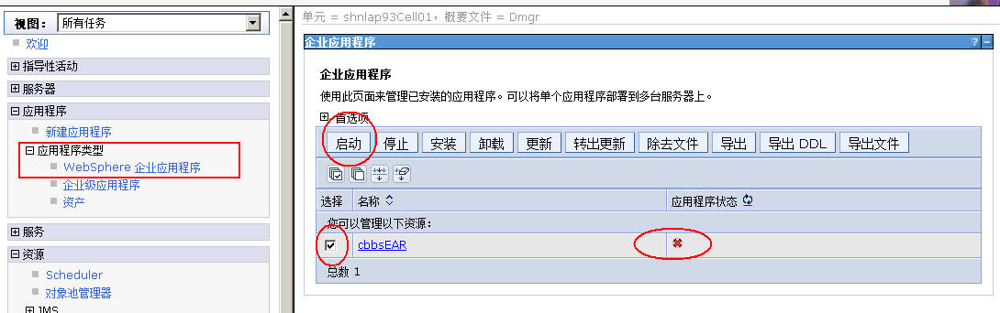 视图： 所有任务
欢迎
指导性活动
服务器
应用程序
新建应用程序
应用程序类型
WebSphere 企业应用程序
企业级应用程序
资产
服务
资源
Scheduler
对象池管理器
JMS
单元 = shnlap93Cell01，概要文件 = Dmgr
企业应用程序 ? –
企业应用程序
使用此页面来管理已安装的应用程序。可以将单个应用程序部署到多台服务器上。
首选项
启动 停止 安装 卸载 更新 转出更新 除去文件 导出 导出 DDL 导出文件
选择 名称 应用程序状态
您可以管理以下资源：
cbbsEAR
总数 1